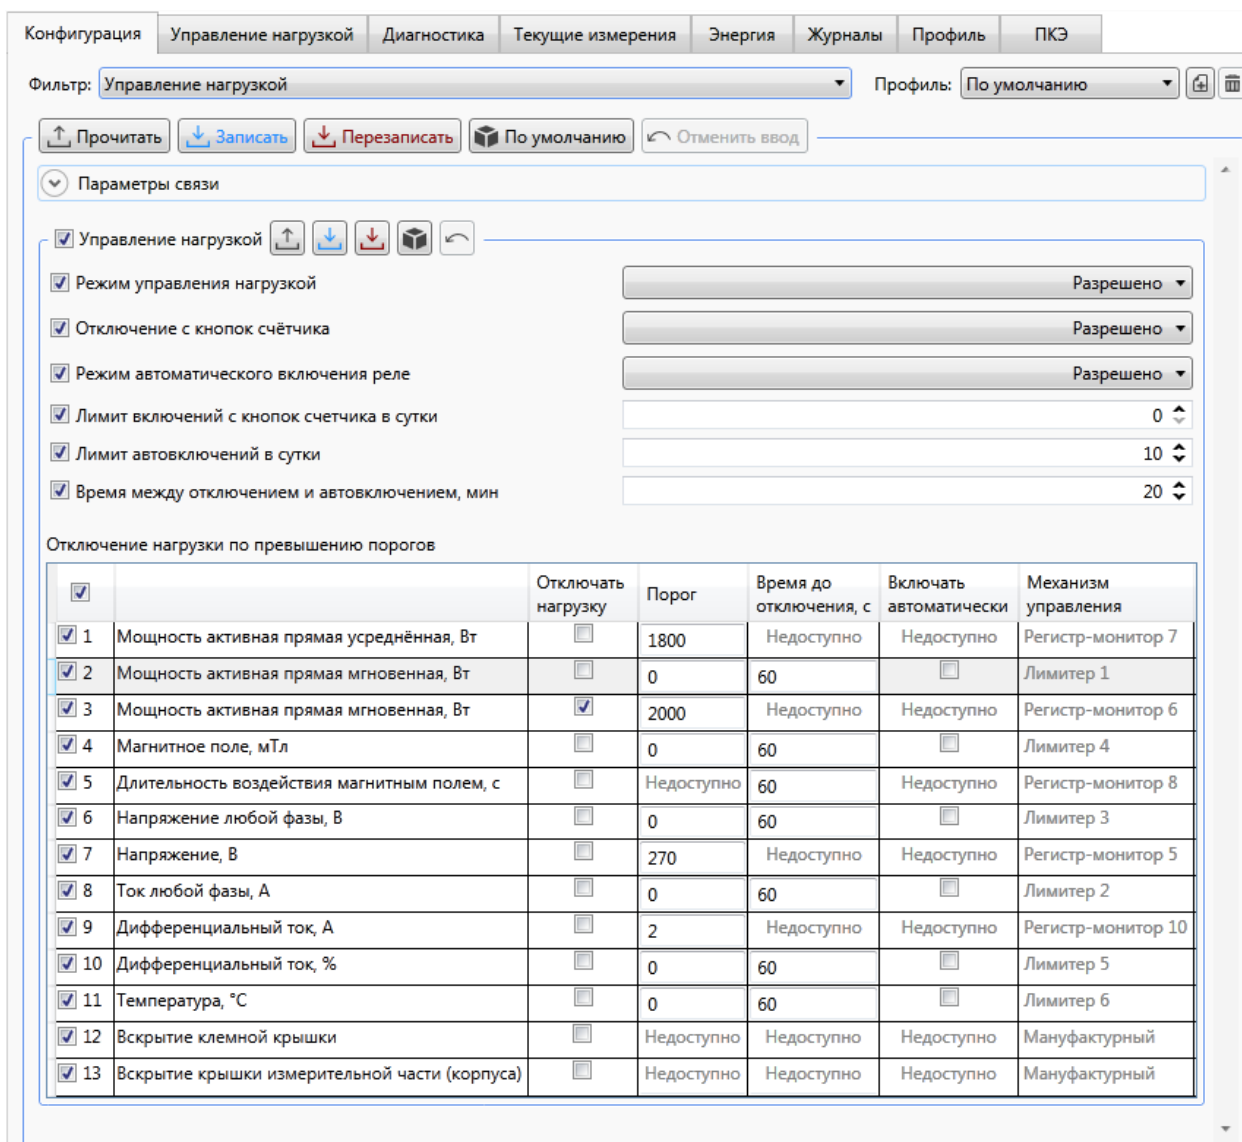 Конфигурация Управление нагрузкой Диагностика Текущие измерения Энергия Журналы Профиль ПКЭ
Фильтр: Управление нагрузкой Профиль: По умолчанию
Прочитать Записать Перезаписать По умолчанию Отменить ввод
Параметры связи
Управление нагрузкой
Режим управления нагрузкой Разрешено
Отключение с кнопок счётчика Разрешено
Режим автоматического включения реле Разрешено
Лимит включений с кнопок счетчика в сутки 0
Лимит автовключений в сутки 10
Время между отключением и автовключением, мин 20
Отключение нагрузки по превышению порогов
Отключать нагрузку Порог Время до отключения, с Включать автоматически Механизм управления
1 Мощность активная прямая усреднённая, Вт 1800 Недоступно Недоступно Регистр-монитор 7
2 Мощность активная прямая мгновенная, Вт 0 60 Лимитер 1
3 Мощность активная прямая мгновенная, Вт 2000 Недоступно Недоступно Регистр-монитор 6
4 Магнитное поле, мТл 0 60 Лимитер 4
5 Длительность воздействия магнитным полем, с Недоступно 60 Недоступно Регистр-монитор 8
6 Напряжение любой фазы, В 0 60 Лимитер 3
7 Напряжение, В 270 Недоступно Недоступно Регистр-монитор 5
8 Ток любой фазы, А 0 60 Лимитер 2
9 Дифференциальный ток, А 2 Недоступно Недоступно Регистр-монитор 10
10 Дифференциальный ток, % 0 60 Лимитер 5
11 Температура, °C 0 60 Лимитер 6
12 Вскрытие клемной крышки Недоступно Недоступно Недоступно Мануфактурный
13 Вскрытие крышки измерительной части (корпуса) Недоступно Недоступно Недоступно Мануфактурный